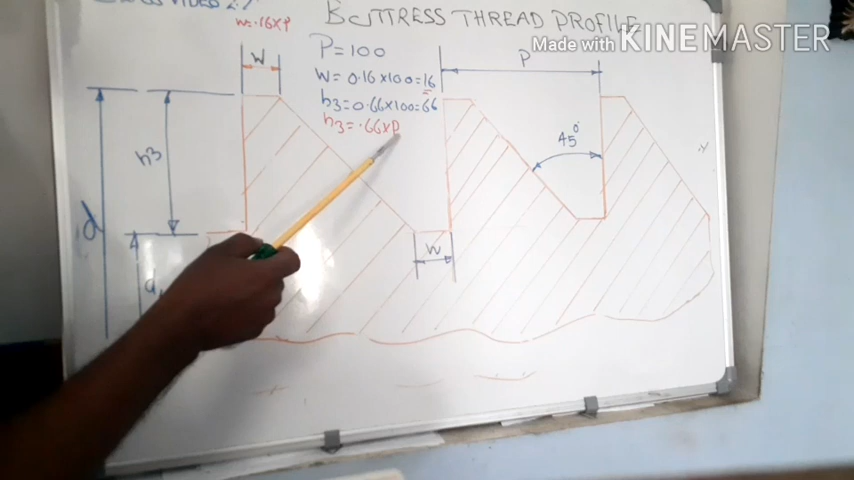 BUTTRESS THREAD PROFILE
w=.16xP
Made with KINEMASTER
P=100
W
P
W=0.16x100=16
h3=0.66x100=66
h3=.66xP
45°
h3
d
W
d